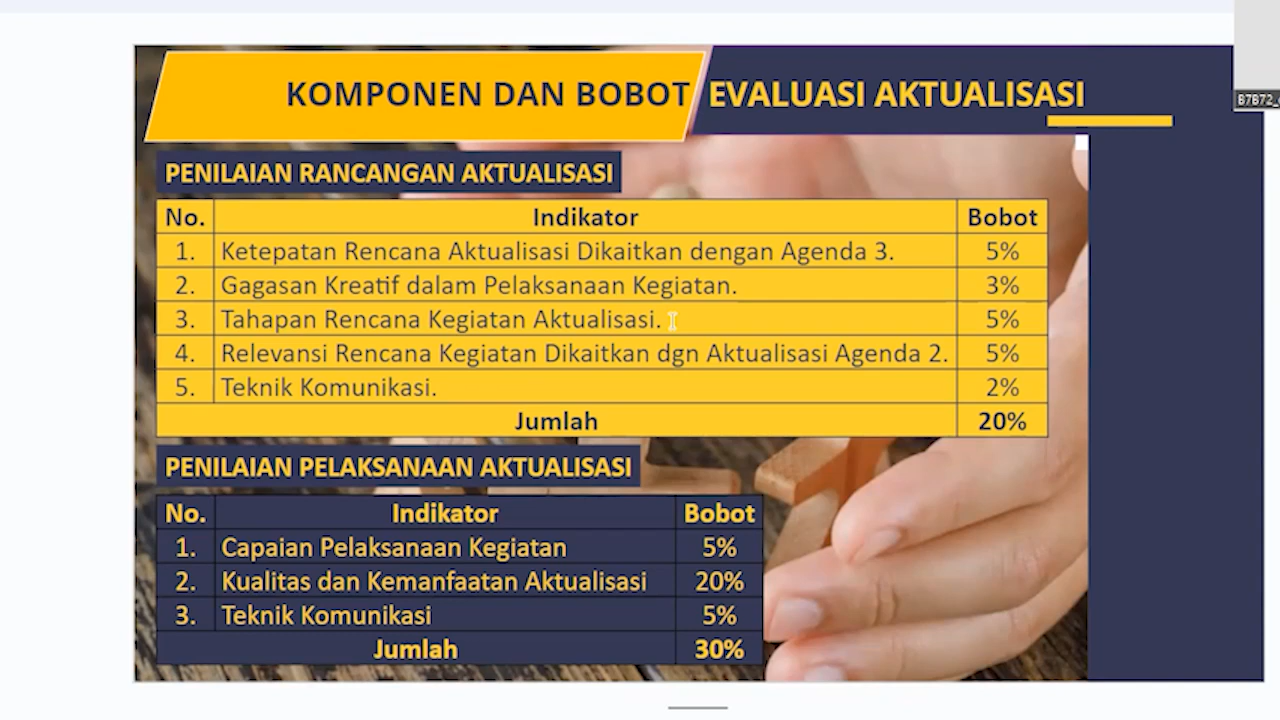 KOMPONEN DAN BOBOT EVALUASI AKTUALISASI
PENILAIAN RANCANGAN AKTUALISASI
No. Indikator Bobot
1. Ketepatan Rencana Aktualisasi Dikaitkan dengan Agenda 3. 5%
2. Gagasan Kreatif dalam Pelaksanaan Kegiatan. 3%
3. Tahapan Rencana Kegiatan Aktualisasi. 5%
4. Relevansi Rencana Kegiatan Dikaitkan dgn Aktualisasi Agenda 2. 5%
5. Teknik Komunikasi. 2%
Jumlah 20%
PENILAIAN PELAKSANAAN AKTUALISASI
No. Indikator Bobot
1. Capaian Pelaksanaan Kegiatan 5%
2. Kualitas dan Kemanfaatan Aktualisasi 20%
3. Teknik Komunikasi 5%
Jumlah 30%